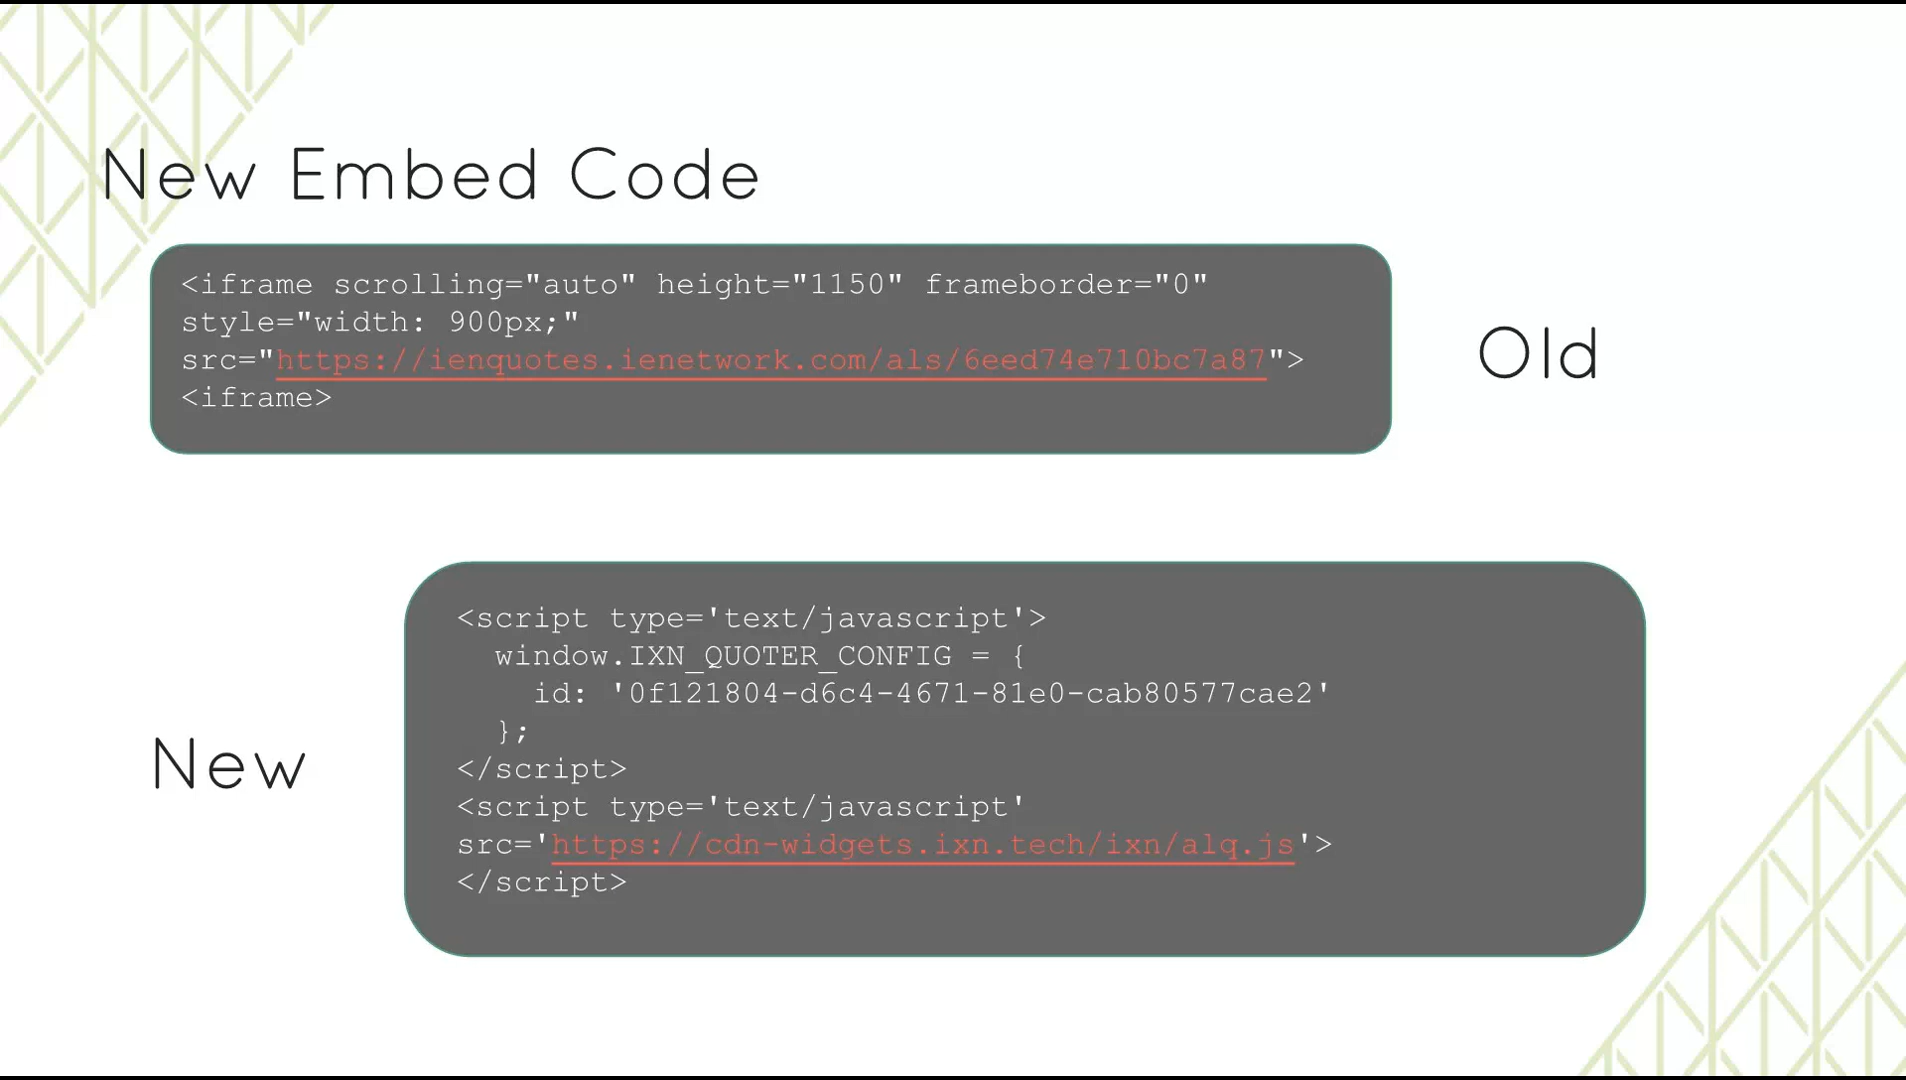 New Embed Code
<iframe scrolling="auto" height="1150" frameborder="0"
style="width: 900px;"
src="https://ienquotes.ienetwork.com/als/6eed74e710bc7a87">
<iframe>
Old
New
<script type='text/javascript'>
  window.IXN_QUOTER_CONFIG = {
    id: '0f121804-d6c4-4671-81e0-cab80577cae2'
  };
</script>
<script type='text/javascript'
src='https://cdn-widgets.ixn.tech/ixn/alq.js'>
</script>